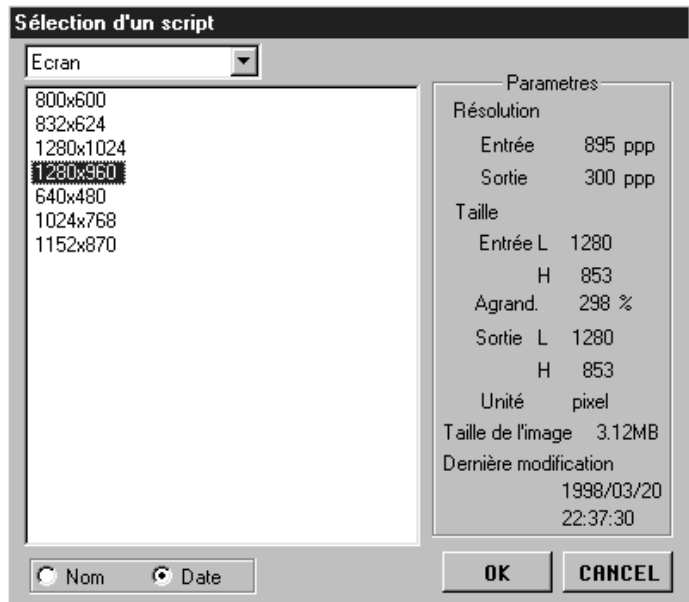 Sélection d'un script
Ecran
800x600
832x624
1280x1024
1280x960
640x480
1024x768
1152x870
Parametres
Résolution
Entrée 895 ppp
Sortie 300 ppp
Taille
Entrée L 1280
H 853
Agrand. 298 %
Sortie L 1280
H 853
Unité pixel
Taille de l'image 3.12MB
Dernière modification
1998/03/20
22:37:30
Nom Date
OK CANCEL